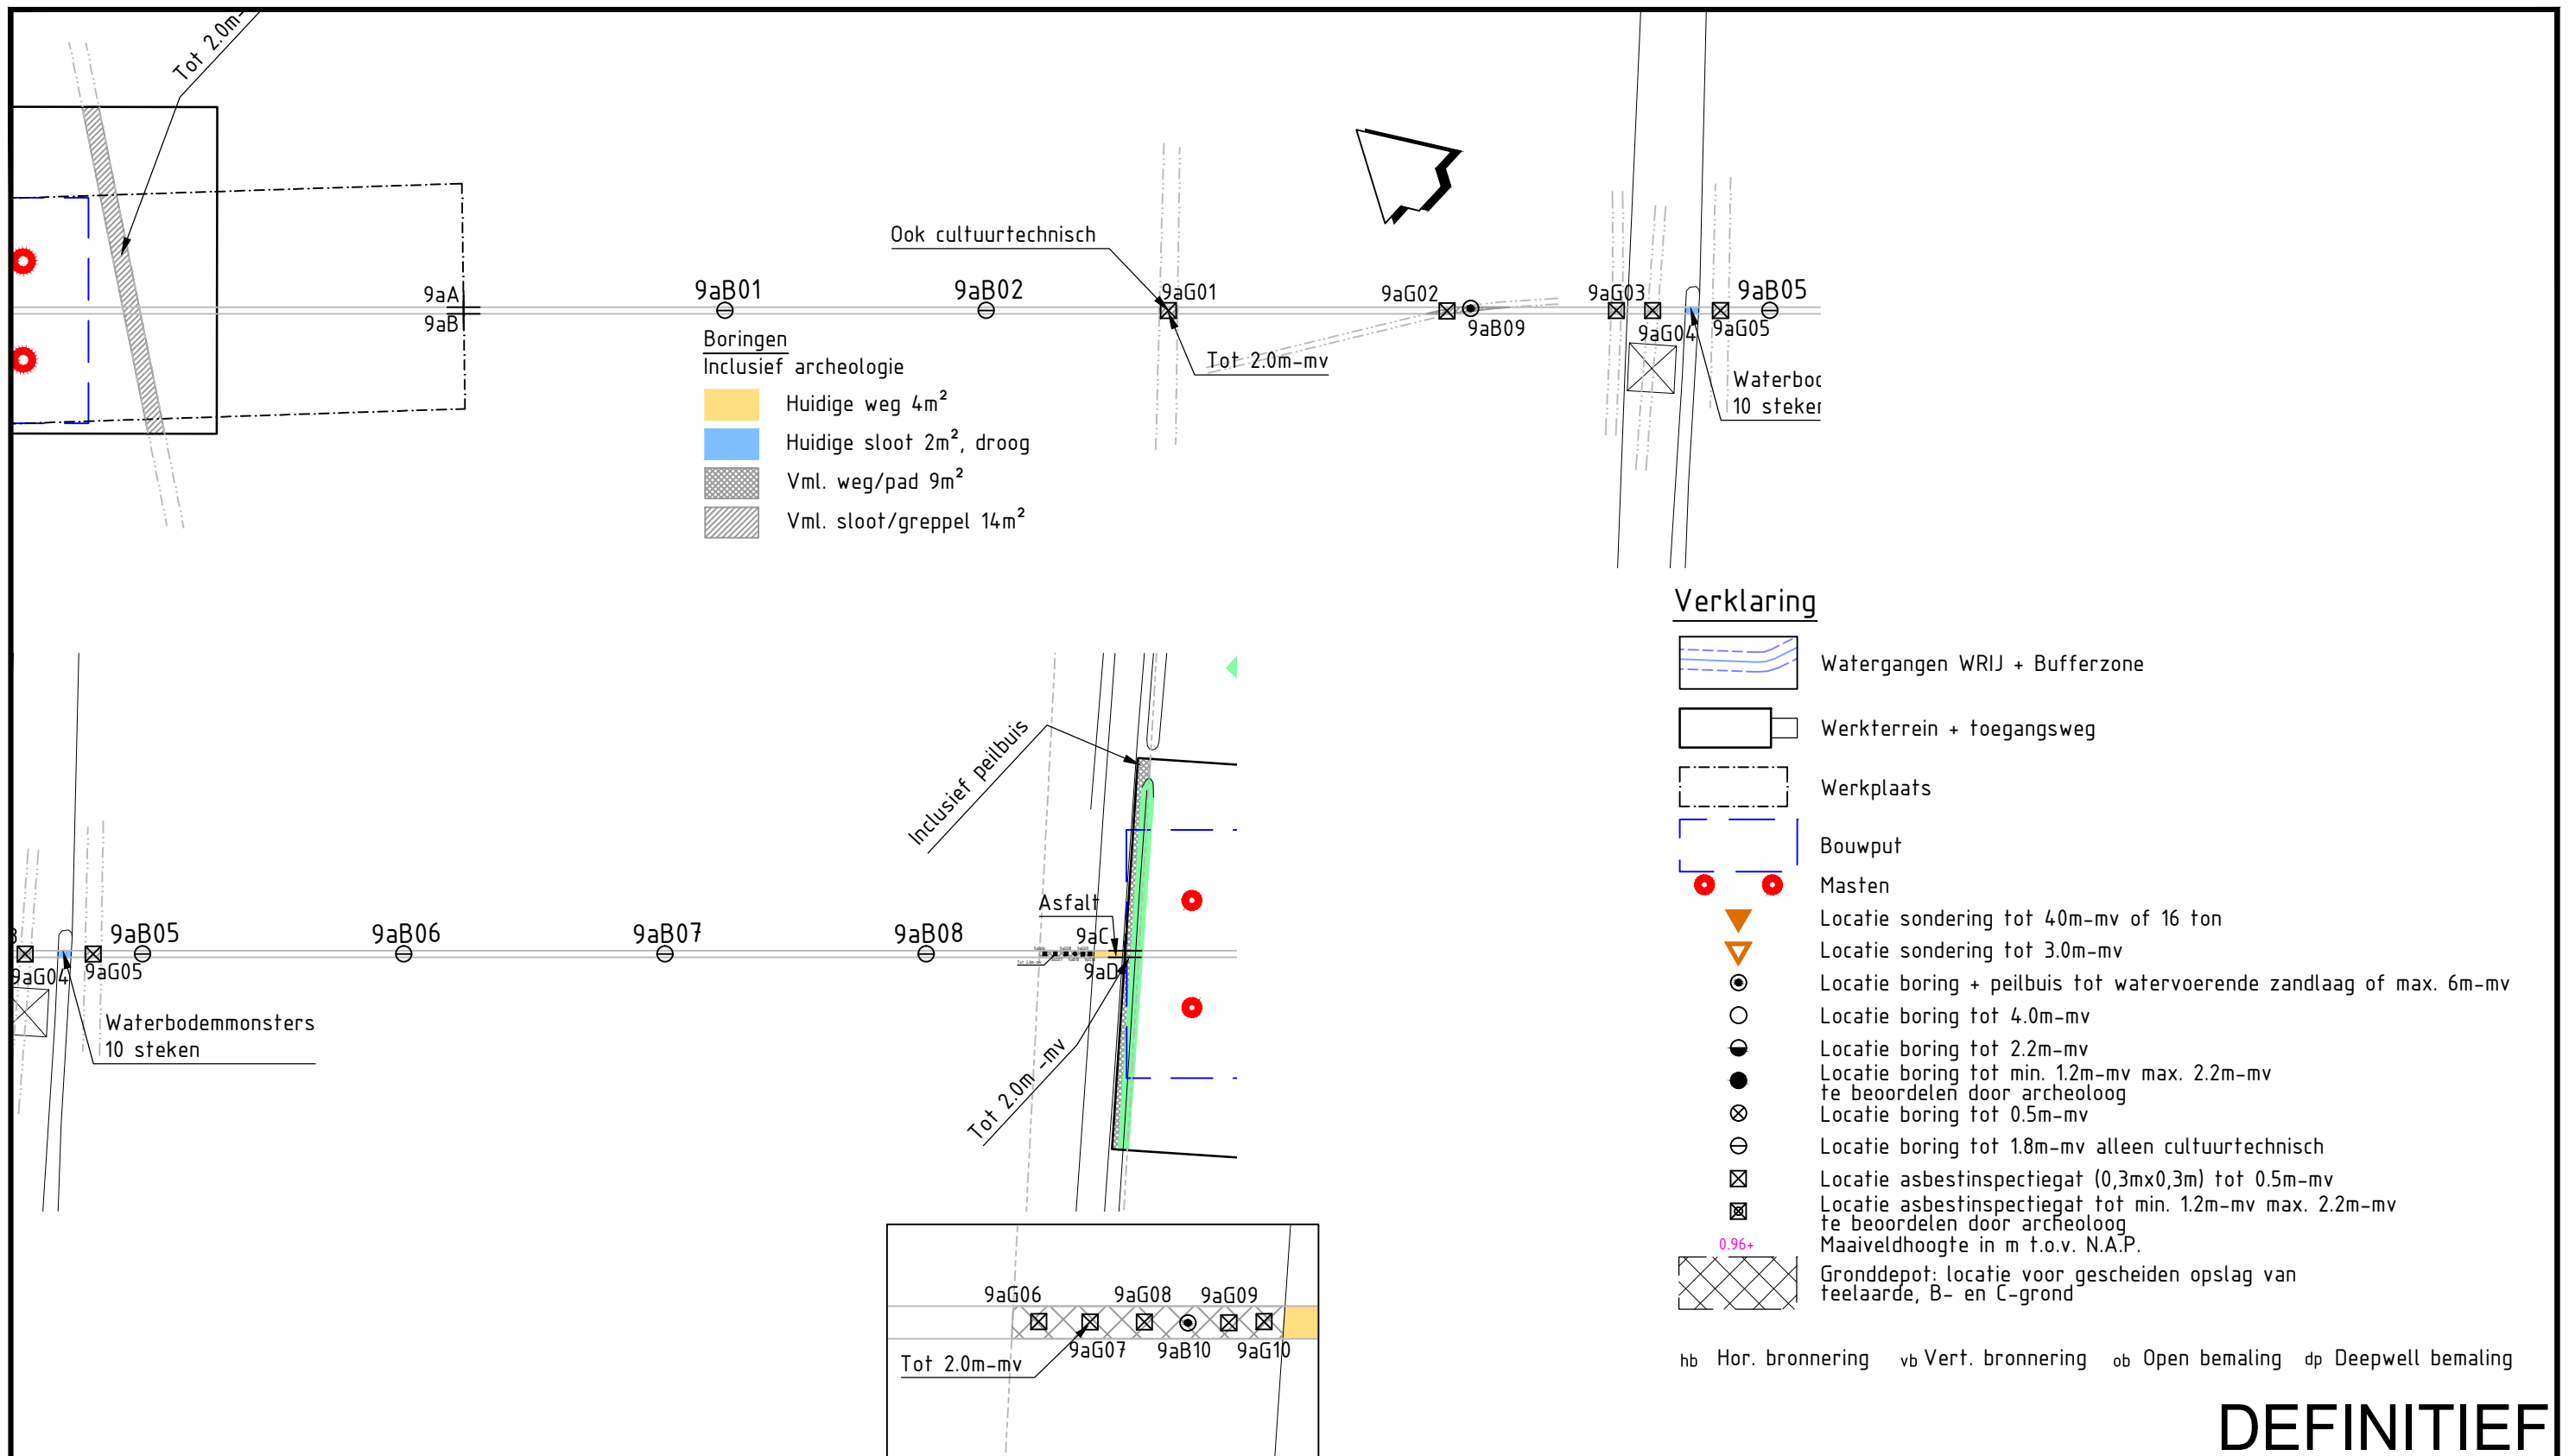 Tot 2.0m-
Ook cultuurtechnisch
9aA
9aB
9aB01
9aB02
9aG01
9aG02
9aB09
9aG03
9aG04
9aG05
9aB05
Tot 2.0m-mv
10 steken
Boringen
Inclusief archeologie
Huidige weg 4m²
Huidige sloot 2m², droog
Vml. weg/pad 9m²
Vml. sloot/greppel 14m²
Verklaring
Watergangen WRIJ + Bufferzone
Werkterrein + toegangsweg
Werkplaats
Bouwput
Masten
Locatie sondering tot 40m-mv of 16 ton
Locatie sondering tot 3.0m-mv
Locatie boring + peilbuis tot watervoerende zandlaag of max. 6m-mv
Locatie boring tot 4.0m-mv
Locatie boring tot 2.2m-mv
Locatie boring tot min. 1.2m-mv max. 2.2m-mv
te beoordelen door archeoloog
Locatie boring tot 0.5m-mv
Locatie boring tot 1.8m-mv alleen cultuurtechnisch
Locatie asbestinspectiegat (0,3mx0,3m) tot 0.5m-mv
Locatie asbestinspectiegat tot min. 1.2m-mv max. 2.2m-mv
te beoordelen door archeoloog
0.96+ Maaiveldhoogte in m t.o.v. N.A.P.
Gronddepot: locatie voor gescheiden opslag van
teelaarde, B- en C-grond
hb Hor. bronnering vb Vert. bronnering ob Open bemaling dp Deepwell bemaling
Inclusief peilbuis
Asfalt
9aC
9aD
Tot 2.0m -mv
9aG04
9aG05
9aB05
9aB06
9aB07
9aB08
Waterbodemmonsters
10 steken
9aG06
9aG08
9aG09
9aG07
9aB10
9aG10
Tot 2.0m-mv
DEFINITIEF